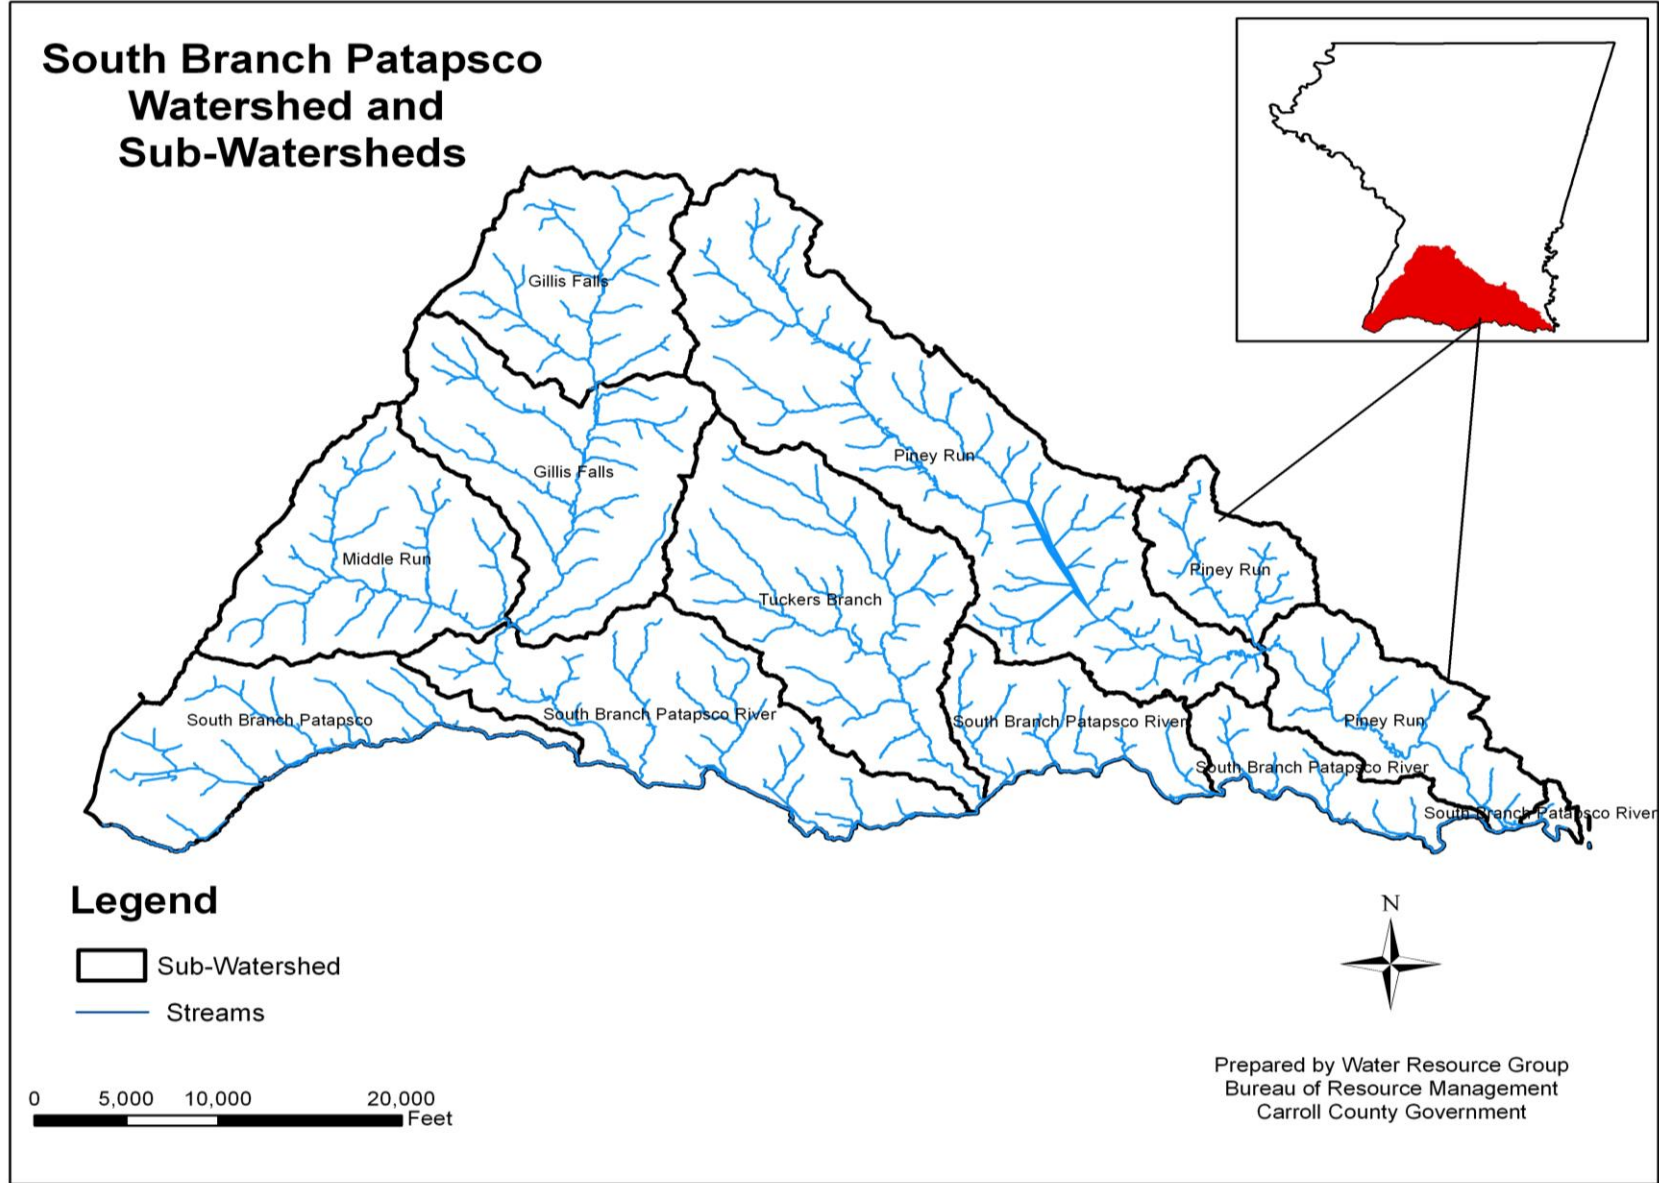 South Branch Patapsco
Watershed and
Sub-Watersheds
Gillis Falls
Piney Run
Gillis Falls
Middle Run
Piney Run
Tuckers Branch
South Branch Patapsco
South Branch Patapsco River
South Branch Patapsco River
Piney Run
South Branch Patapsco River
South Branch Patapsco River
Legend
Sub-Watershed
Streams
N
0 5,000 10,000 20,000
Feet
Prepared by Water Resource Group
Bureau of Resource Management
Carroll County Government